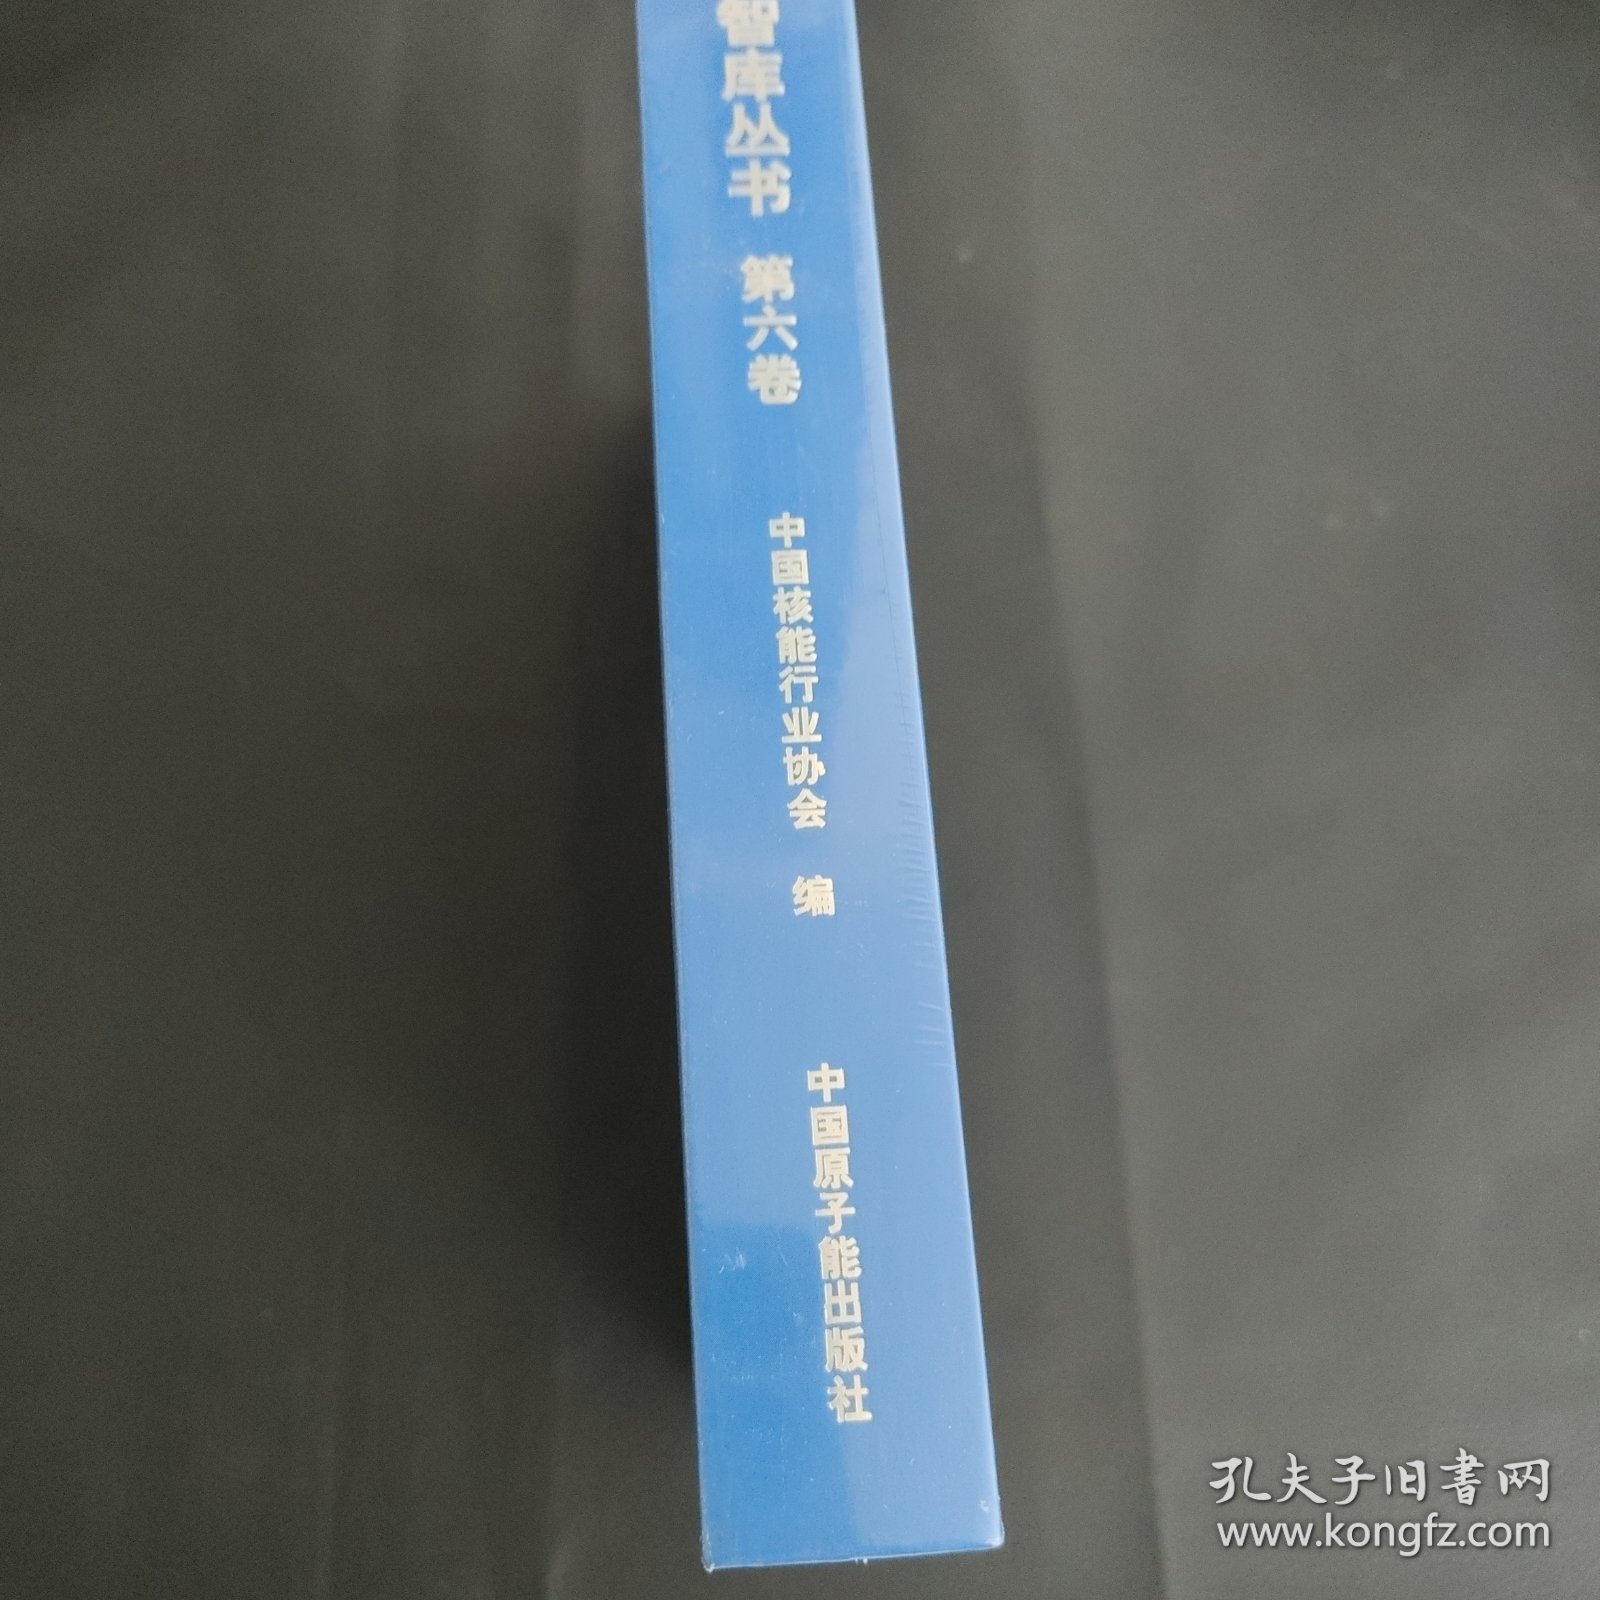 智库丛书 第六卷
中国核能行业协会 编
中国原子能出版社
孔夫子旧书网
www.kongfz.com